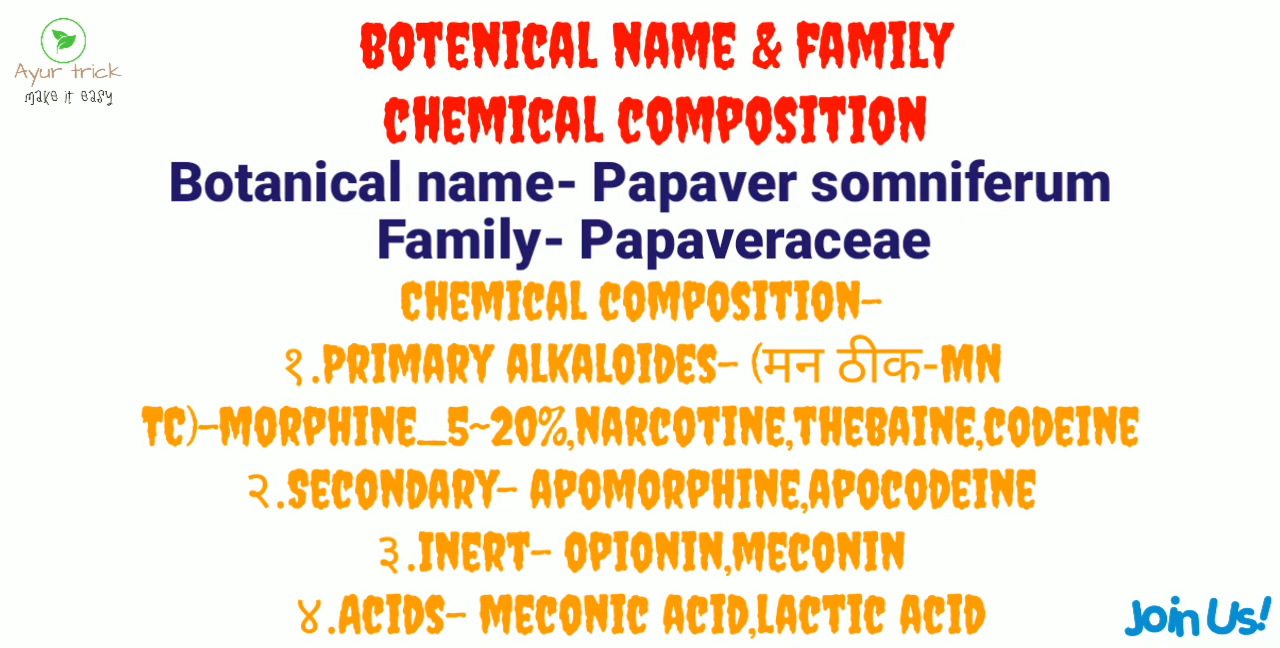 Ayur trick
make it easy
BOTENICAL NAME & FAMILY
CHEMICAL COMPOSITION
Botanical name- Papaver somniferum
Family- Papaveraceae
CHEMICAL COMPOSITION-
१.PRIMARY ALKALOIDES- (मन ठीक-MN
TC)-MORPHINE_5~20%,NARCOTINE,THEBAINE,CODEINE
२.SECONDARY- APOMORPHINE,APOCODEINE
३.INERT- OPIONIN,MECONIN
४.ACIDS- MECONIC ACID,LACTIC ACID
Join Us!